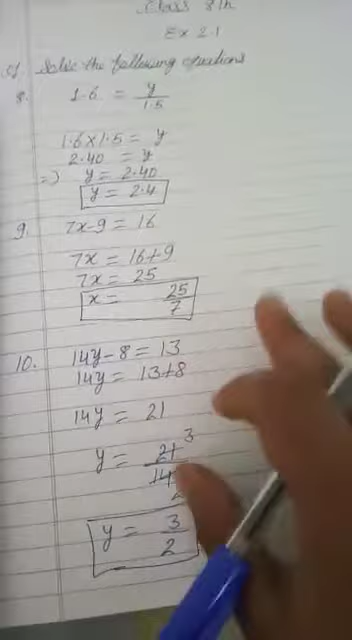 Class 8th
Ex 2.1
Q1 Solve the following equations
8. 1.6 = y/1.5
1.6×1.5 = y
2.40 = y
=> y = 2.40
y = 2.4
9. 7x-9 = 16
7x = 16+9
7x = 25
x = 25/7
10. 14y-8 = 13
14y = 13+8
14y = 21
y = 21/14 3 2
y = 3/2